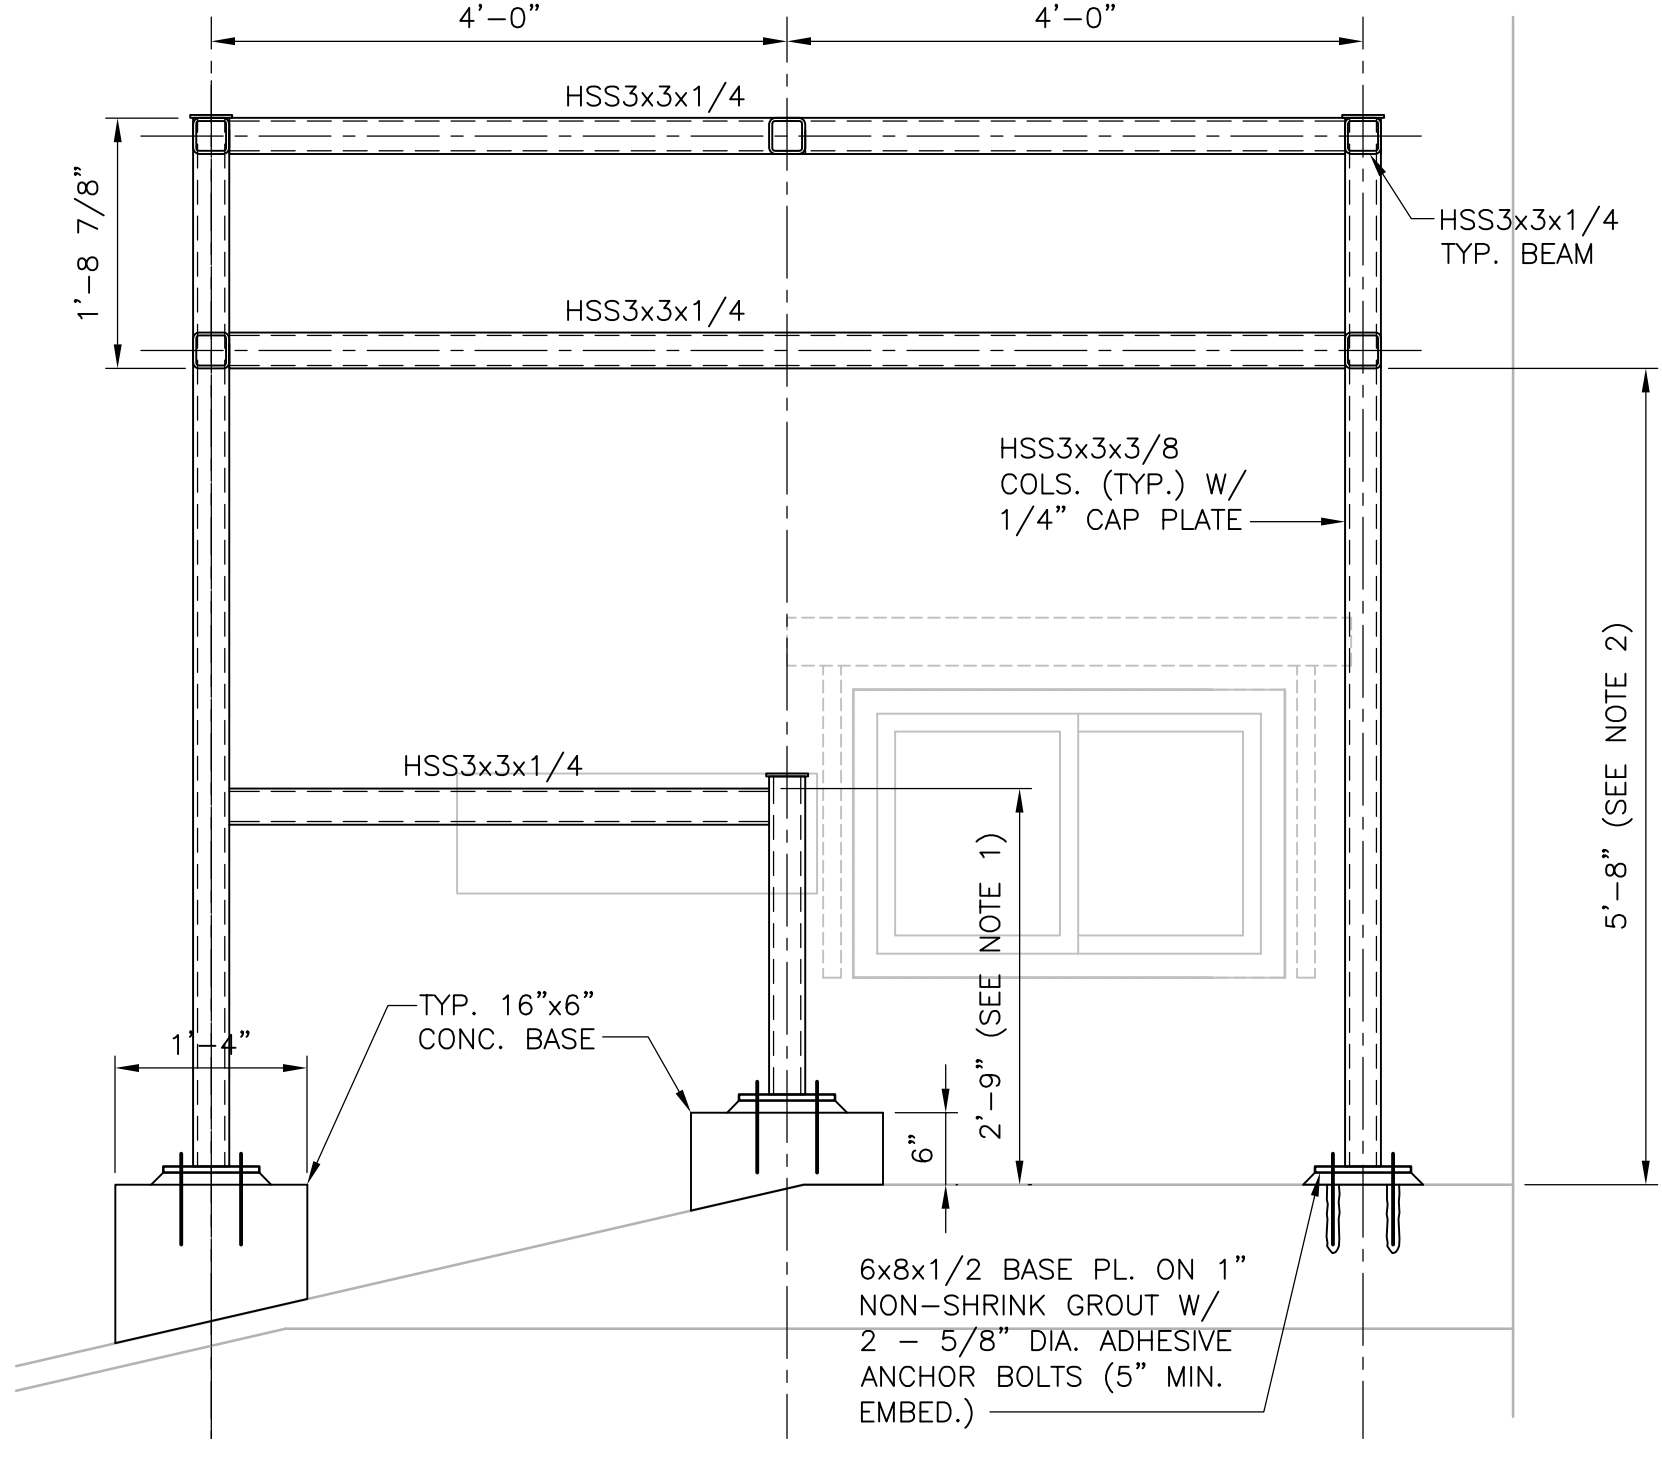 4'-0"
4'-0"
HSS3x3x1/4
1'-8 7/8"
HSS3x3x1/4
TYP. BEAM
HSS3x3x1/4
HSS3x3x3/8
COLS. (TYP.) W/
1/4" CAP PLATE
5'-8" (SEE NOTE 2)
HSS3x3x1/4
2'-9" (SEE NOTE 1)
TYP. 16"x6"
CONC. BASE
1'-4"
6"
6x8x1/2 BASE PL. ON 1"
NON-SHRINK GROUT W/
2 - 5/8" DIA. ADHESIVE
ANCHOR BOLTS (5" MIN.
EMBED.)